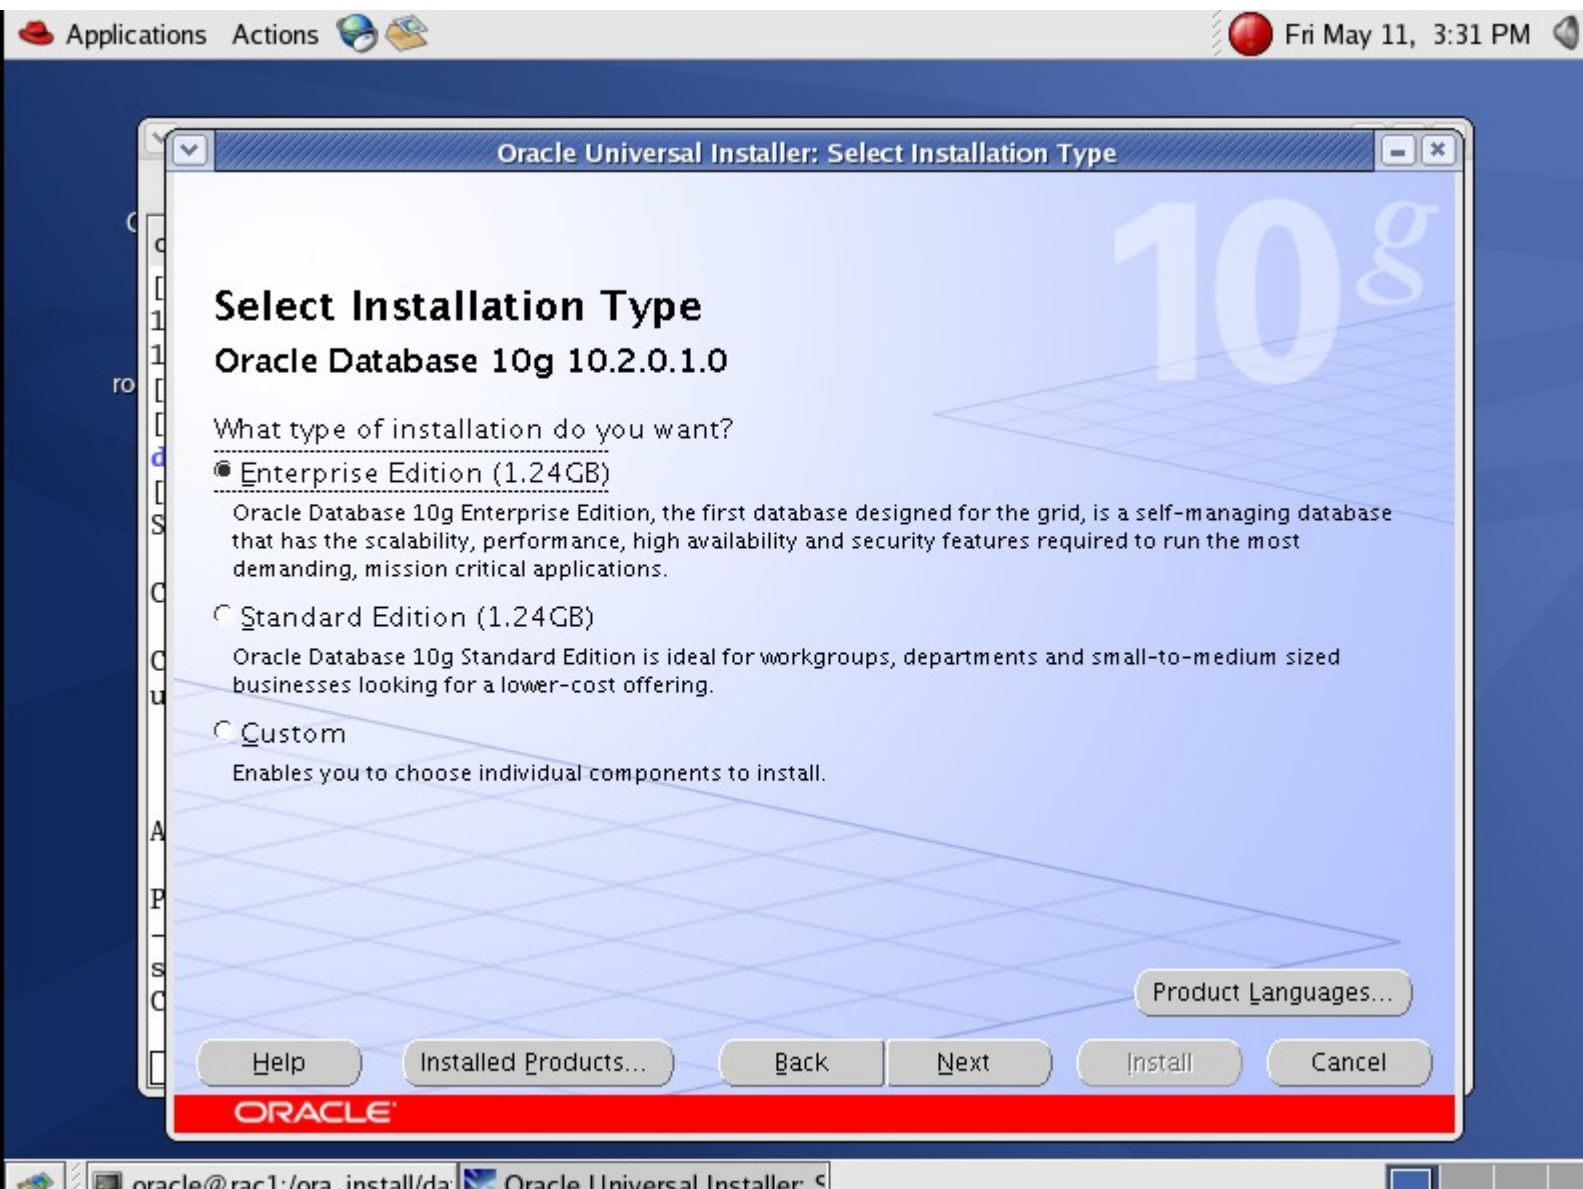 Applications Actions Fri May 11, 3:31 PM
Oracle Universal Installer: Select Installation Type
10g
Select Installation Type
Oracle Database 10g 10.2.0.1.0
What type of installation do you want?
Enterprise Edition (1.24GB)
Oracle Database 10g Enterprise Edition, the first database designed for the grid, is a self-managing database
that has the scalability, performance, high availability and security features required to run the most
demanding, mission critical applications.
Standard Edition (1.24GB)
Oracle Database 10g Standard Edition is ideal for workgroups, departments and small-to-medium sized
businesses looking for a lower-cost offering.
Custom
Enables you to choose individual components to install.
Product Languages...
Help Installed Products... Back Next Install Cancel
ORACLE
oracle@rac1:/ora_install/da Oracle Universal Installer: S